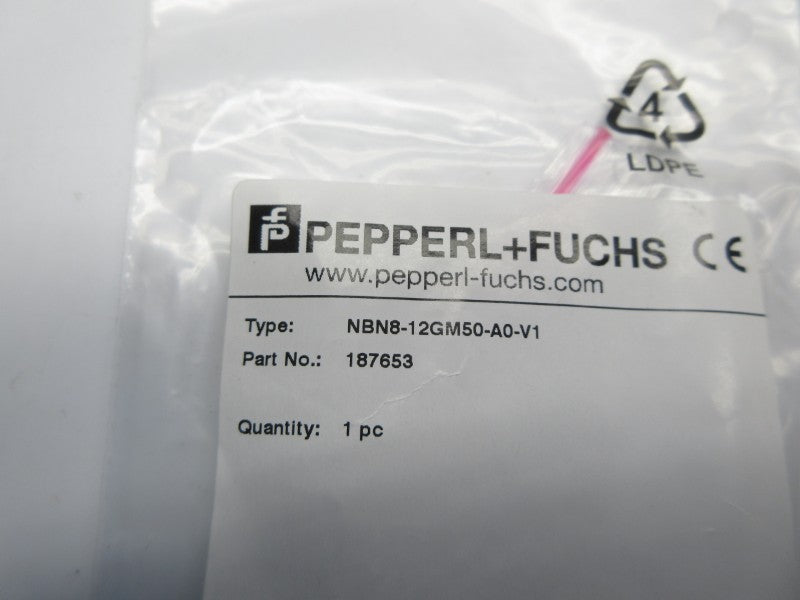 4
LDPE
fP PEPPERL+FUCHS CE
www.pepperl-fuchs.com
Type: NBN8-12GM50-A0-V1
Part No.: 187653
Quantity: 1 pc